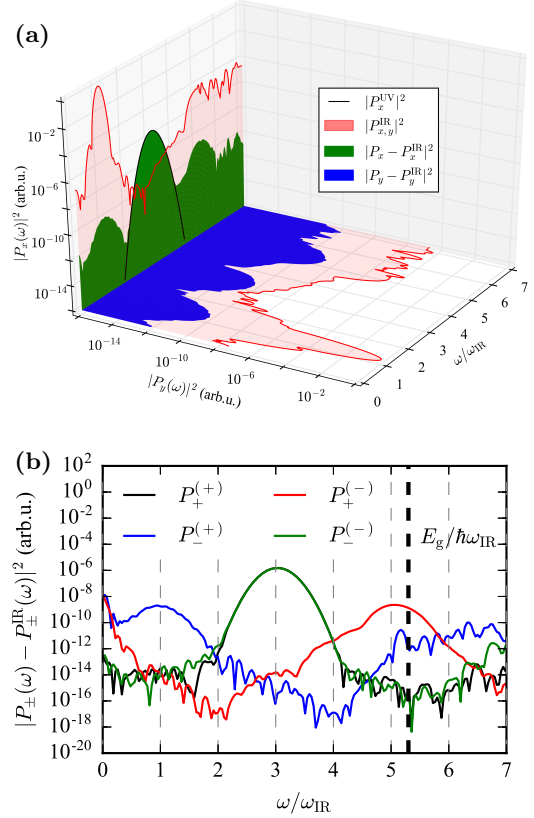 (a)
|P_x^UV|^2
|P_{x,y}^IR|^2
|P_x − P_x^IR|^2
|P_y − P_y^IR|^2
|P_x(ω)|^2 (arb.u.)
10^−2
10^−6
10^−10
10^−14
10^−14
10^−10
10^−6
10^−2
|P_y(ω)|^2 (arb.u.)
0
1
2
3
4
5
6
7
ω/ω_IR
(b)
|P_±(ω) − P_±^IR(ω)|^2 (arb.u.)
10^2
10^0
10^−2
10^−4
10^−6
10^−8
10^−10
10^−12
10^−14
10^−16
10^−18
10^−20
P_+^(+)
P_+^(−)
P_−^(+)
P_−^(−)
E_g/ħω_IR
0 1 2 3 4 5 6 7
ω/ω_IR